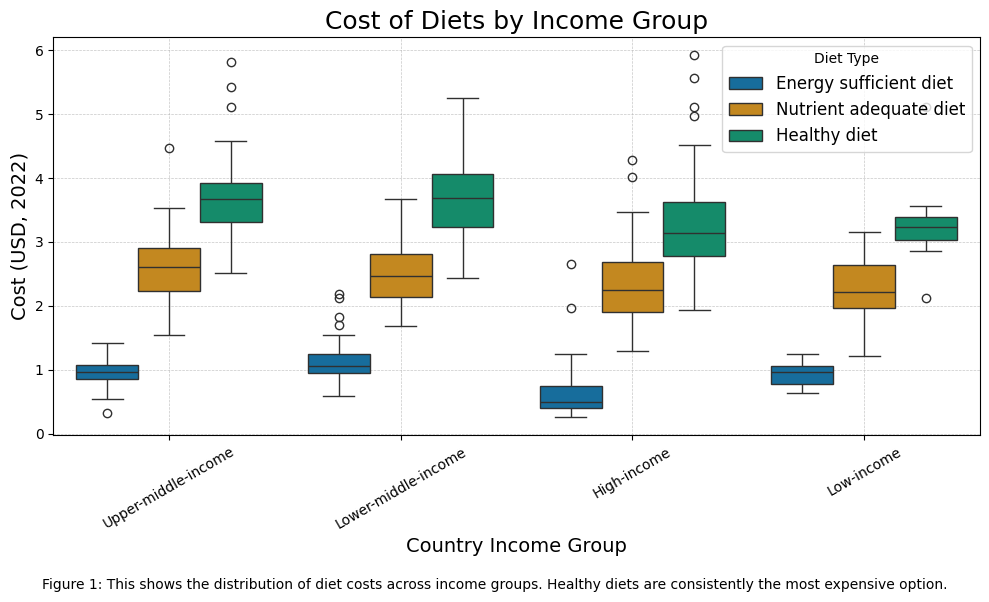 Cost of Diets by Income Group
Diet Type
Energy sufficient diet
Nutrient adequate diet
Healthy diet
Cost (USD, 2022)
6
5
4
3
2
1
0
Upper-middle-income
Lower-middle-income
High-income
Low-income
Country Income Group
Figure 1: This shows the distribution of diet costs across income groups. Healthy diets are consistently the most expensive option.